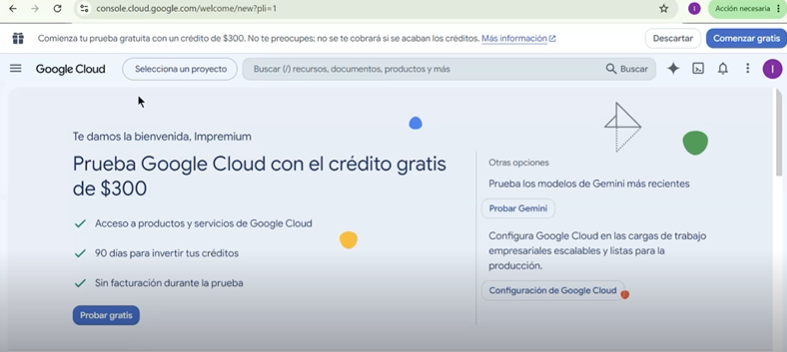 console.cloud.google.com/welcome/new?pli=1
Acción necesaria
Comienza tu prueba gratuita con un crédito de $300. No te preocupes; no se te cobrará si se acaban los créditos. Más información
Descartar
Comenzar gratis
Google Cloud
Selecciona un proyecto
Buscar (/) recursos, documentos, productos y más
Buscar
I
Te damos la bienvenida, Impremium
Prueba Google Cloud con el crédito gratis
de $300
Acceso a productos y servicios de Google Cloud
90 días para invertir tus créditos
Sin facturación durante la prueba
Probar gratis
Otras opciones
Prueba los modelos de Gemini más recientes
Probar Gemini
Configura Google Cloud en las cargas de trabajo
empresariales escalables y listas para la
producción.
Configuración de Google Cloud